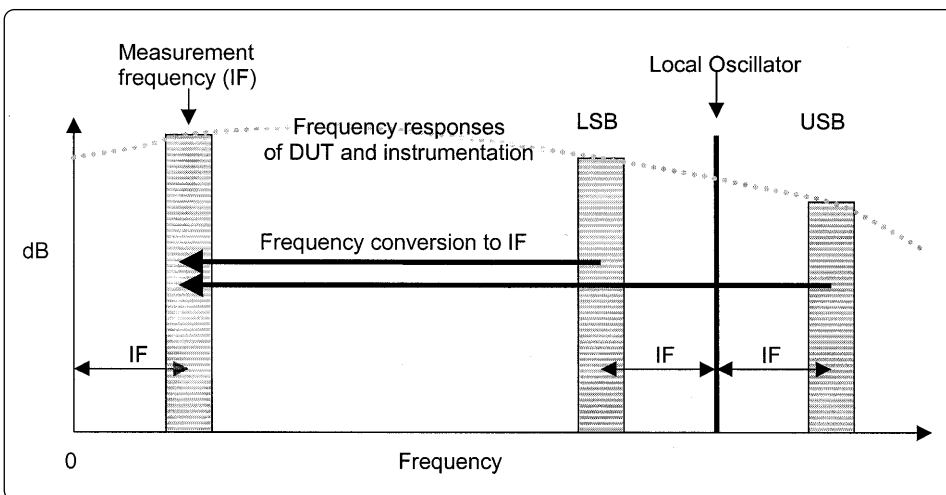 Measurement
frequency (IF)
Local Oscillator
Frequency responses
of DUT and instrumentation
LSB
USB
dB
Frequency conversion to IF
IF
IF
IF
0
Frequency